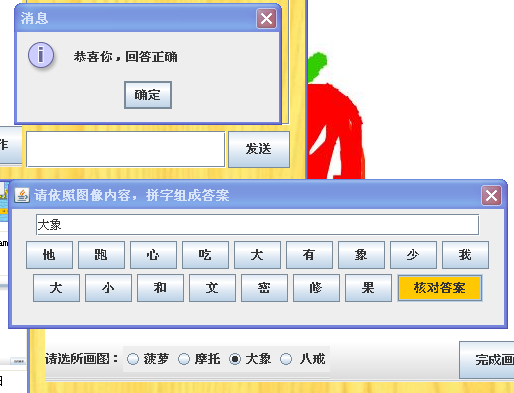 消息
恭喜你，回答正确
确定
作
发送
请依照图像内容，拼字组成答案
大象
他 跑 心 吃 大 有 象 少 我
am
大 小 和 文 密 修 果 核对答案
请选所画图： 菠萝 摩托 大象 八戒
完成画